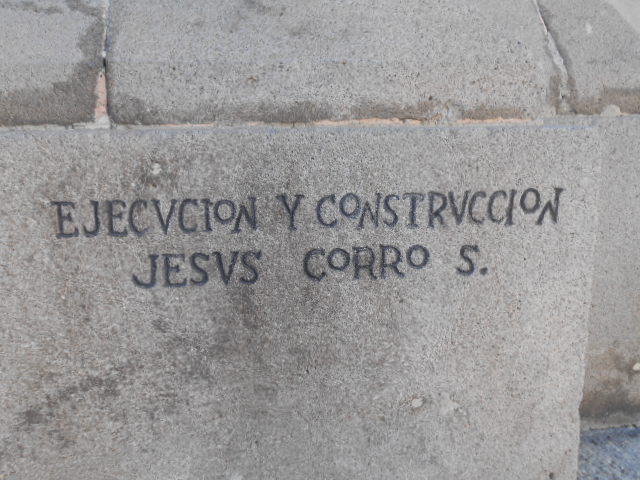 EJECVCION Y CONSTRVCCION
JESVS CORRO S.